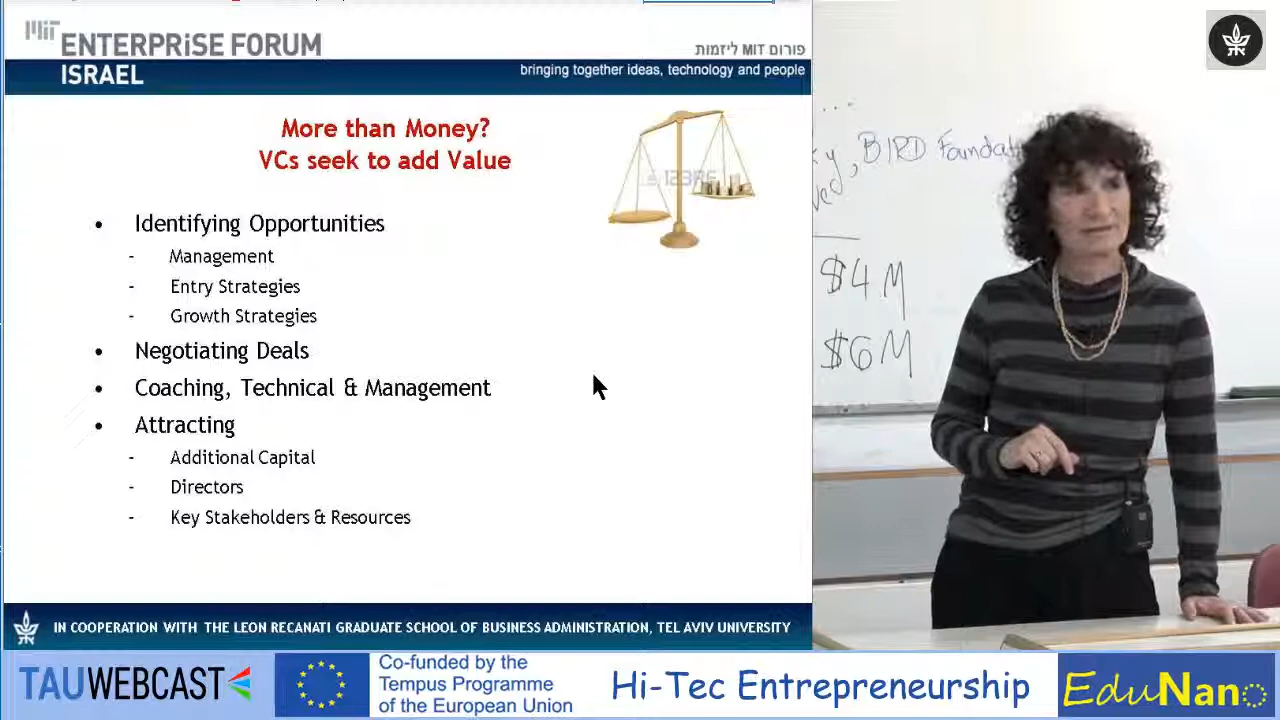 MIT
ENTERPRISE FORUM
ISRAEL
פורום MIT ליזמות
bringing together ideas, technology and people
More than Money?
VCs seek to add Value
• Identifying Opportunities
- Management
- Entry Strategies
- Growth Strategies
• Negotiating Deals
• Coaching, Technical & Management
• Attracting
- Additional Capital
- Directors
- Key Stakeholders & Resources
IN COOPERATION WITH THE LEON RECANATI GRADUATE SCHOOL OF BUSINESS ADMINISTRATION, TEL AVIV UNIVERSITY
, BIRD Foundat
$4 M
$6 M
TAUWEBCAST
Co-funded by the
Tempus Programme
of the European Union
Hi-Tec Entrepreneurship
EduNano